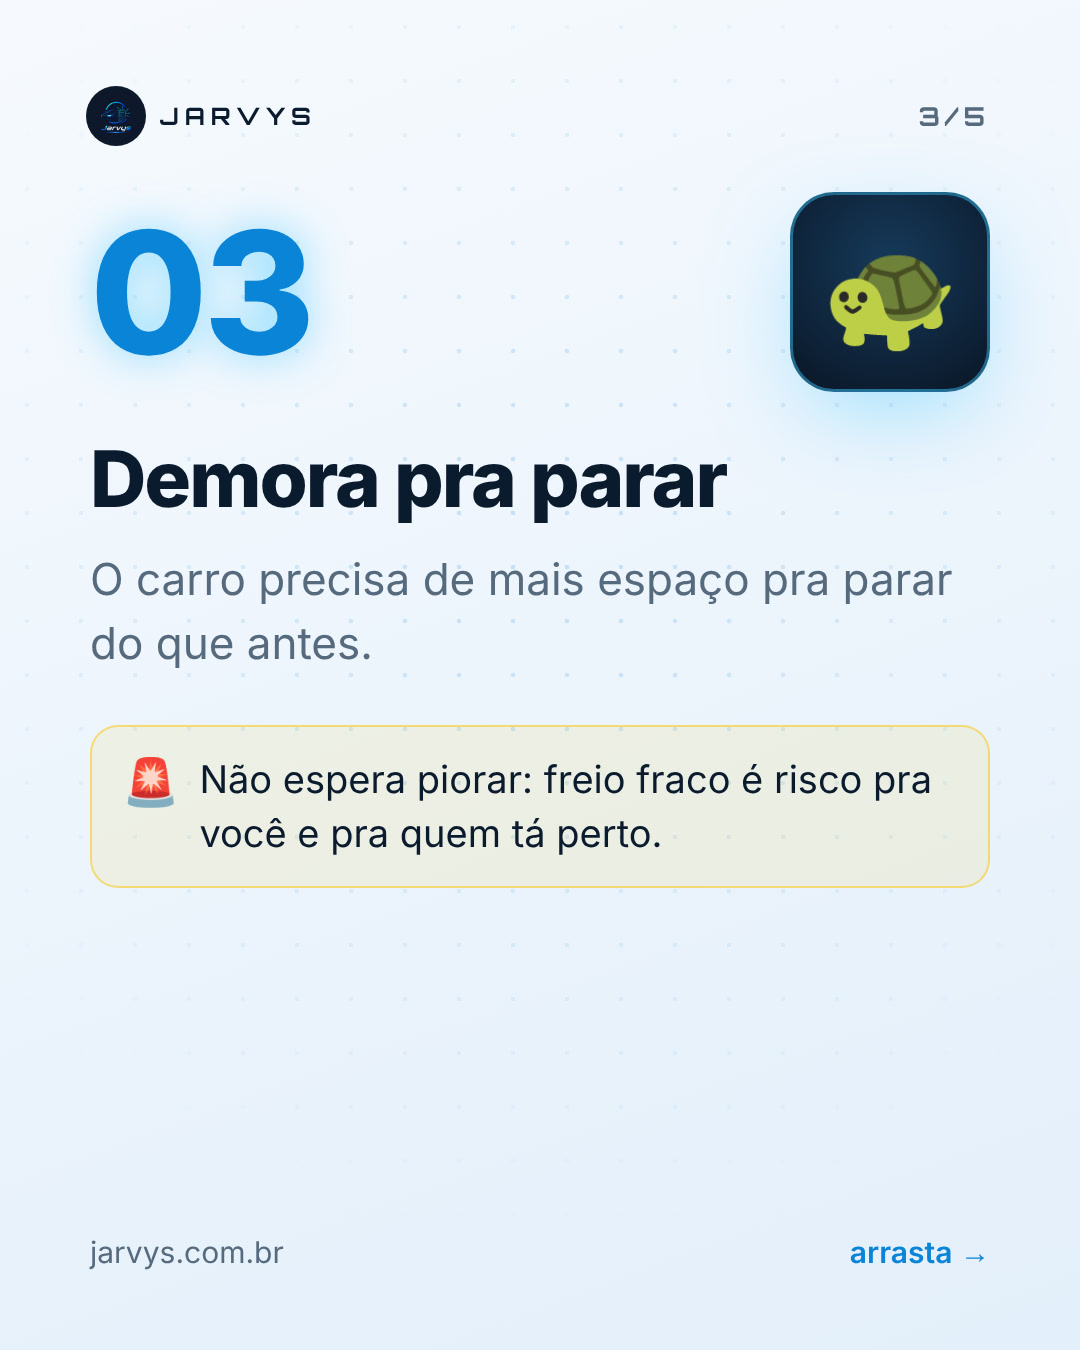 Jarvys
JARVYS
3/5
03
Demora pra parar
O carro precisa de mais espaço pra parar
do que antes.
Não espera piorar: freio fraco é risco pra
você e pra quem tá perto.
jarvys.com.br
arrasta →